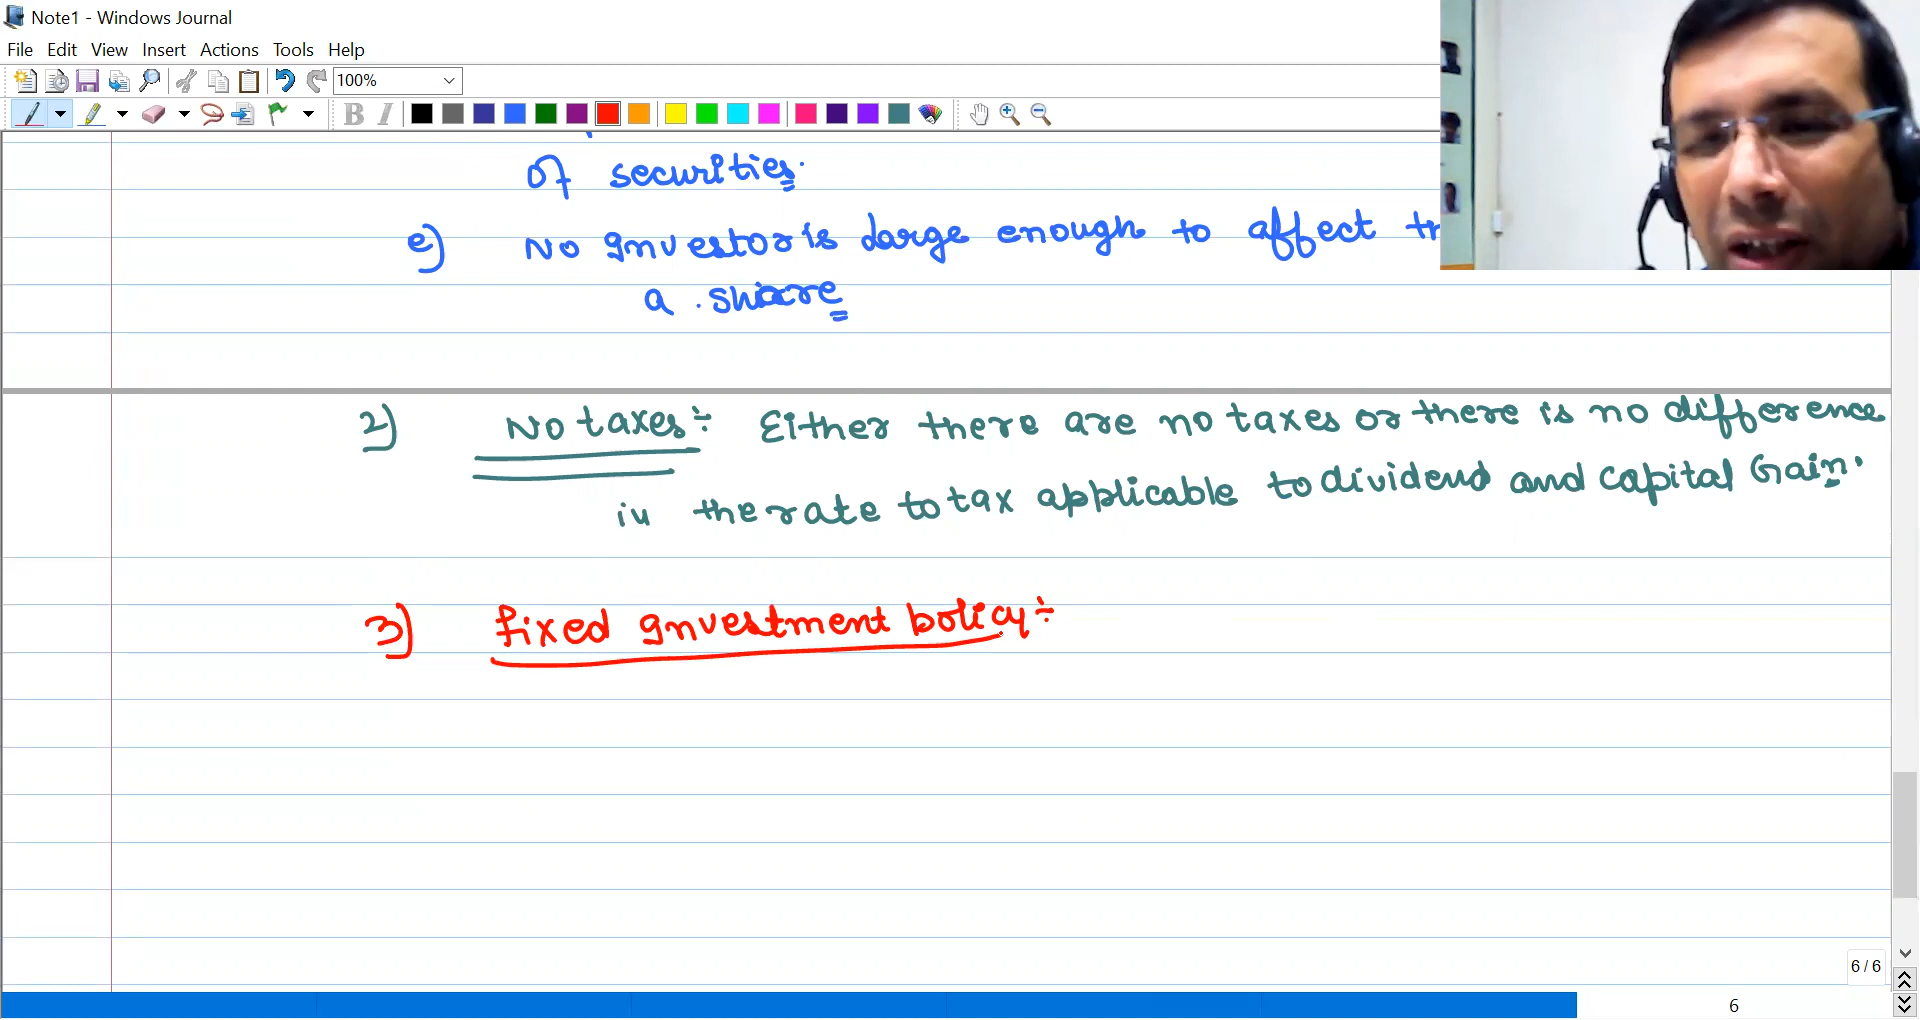 Note1 - Windows Journal
File Edit View Insert Actions Tools Help
100%
B I
of securities.
e) No Investor is large enough to affect
a share
2) No taxes÷ Either there are no taxes or there is no difference
in the rate to tax applicable to dividend and capital Gain.
3) fixed Investment policy÷
6 / 6
6